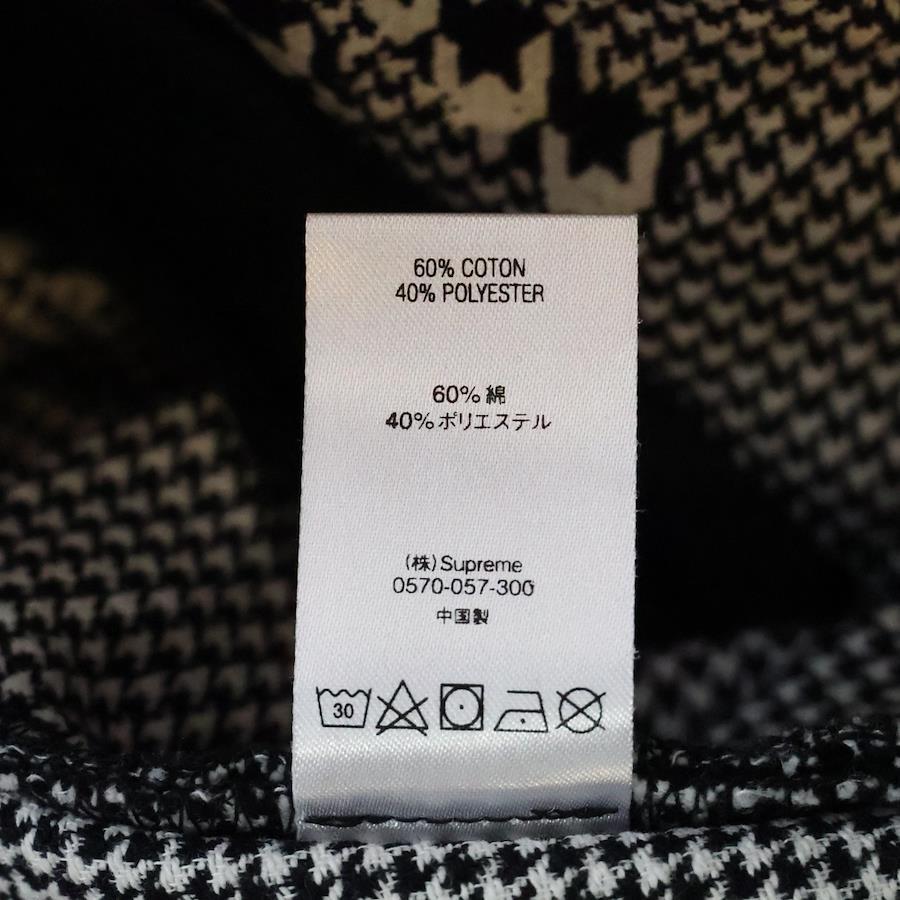 60% COTON
40% POLYESTER
60% 綿
40% ポリエステル
(株) Supreme
0570-057-300
中国製
30